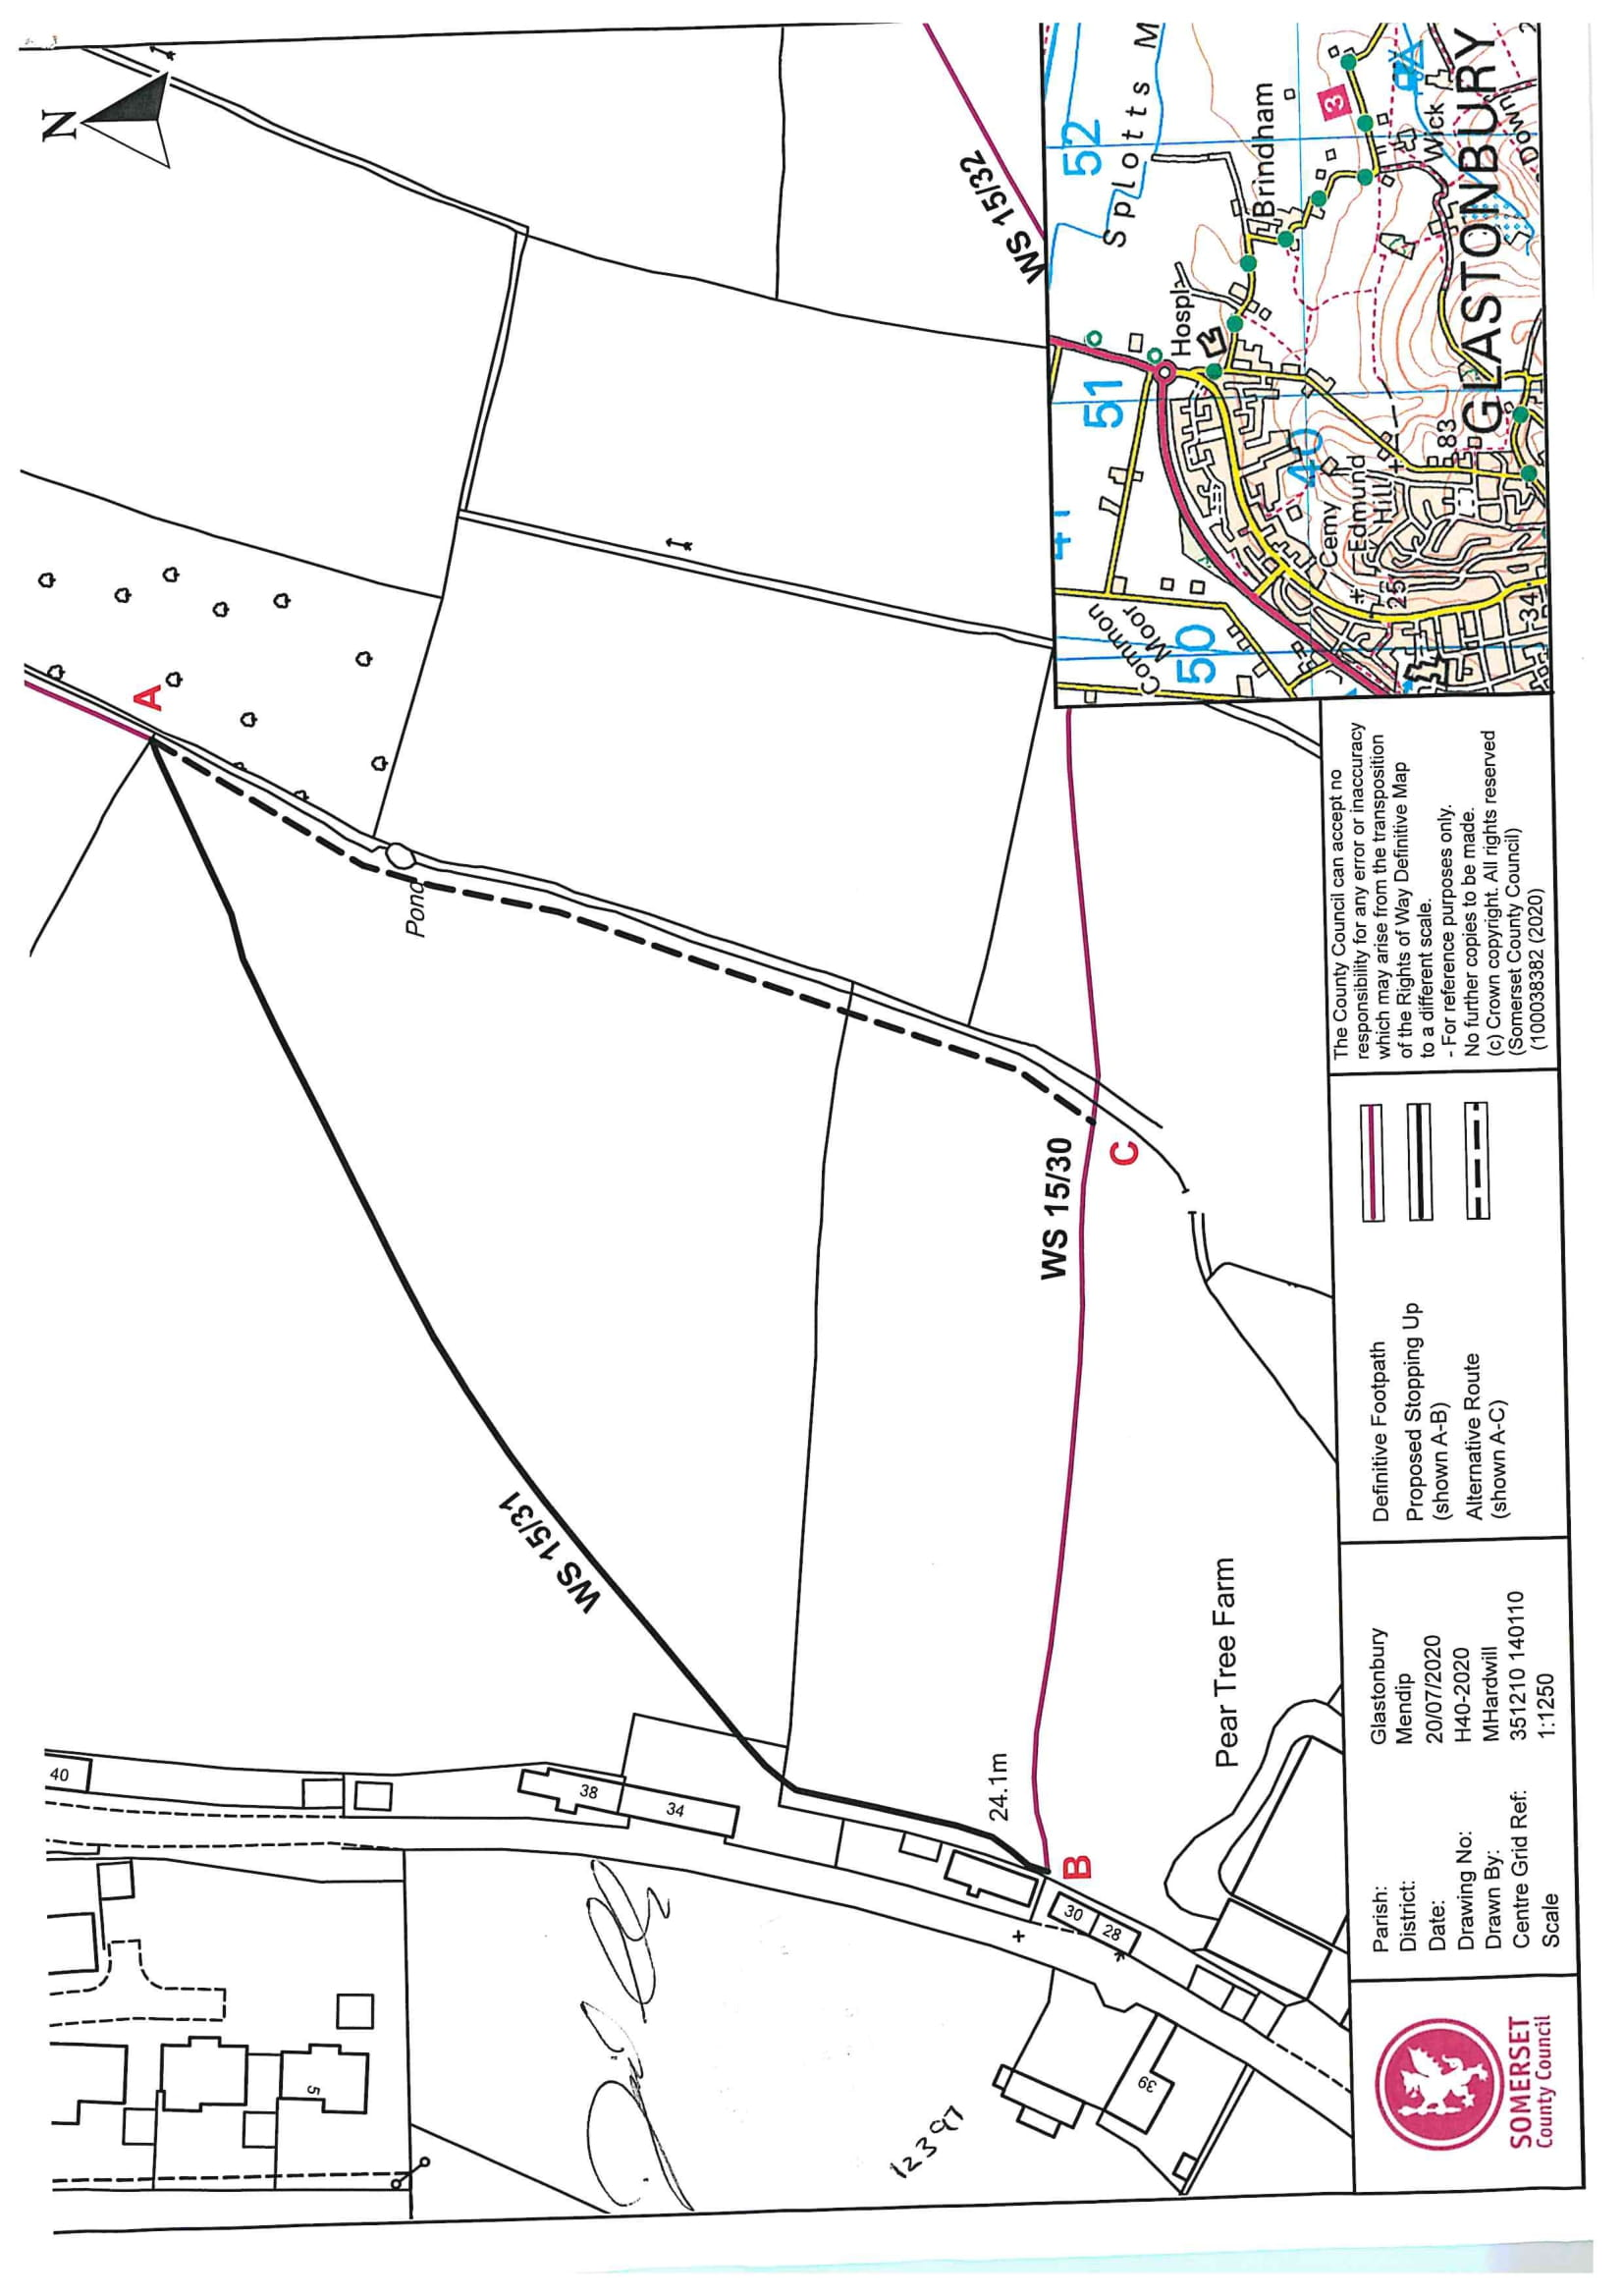 N
A
Pond
WS 15/32
WS 15/31
WS 15/30
C
B
24.1m
Pear Tree Farm
40
38
34
30
28
39
5
12397
52
51
50
40
Splotts M
Brindham
3
Wick
Hospl
Common
Moor
Cemy
Edmund
Hill
25
83
34
GLASTONBURY
Down
2
SOMERSET
County Council
Parish: Glastonbury
District: Mendip
Date: 20/07/2020
Drawing No: H40-2020
Drawn By: MHardwill
Centre Grid Ref: 351210 140110
Scale 1:1250
Definitive Footpath
Proposed Stopping Up
(shown A-B)
Alternative Route
(shown A-C)
The County Council can accept no
responsibility for any error or inaccuracy
which may arise from the transposition
of the Rights of Way Definitive Map
to a different scale.
- For reference purposes only.
No further copies to be made.
(c) Crown copyright. All rights reserved
(Somerset County Council)
(100038382 (2020)